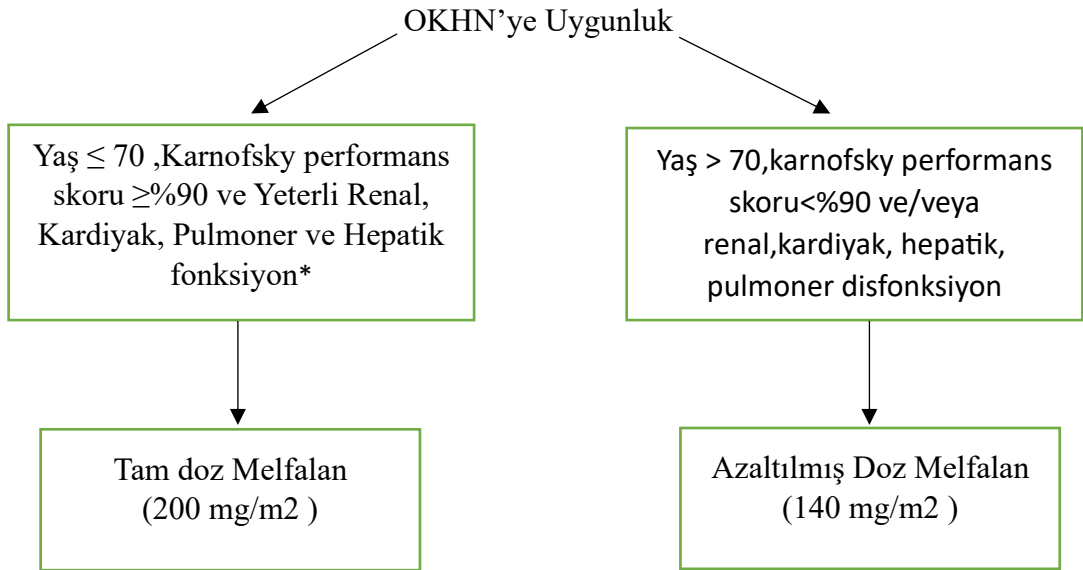 OKHN’ye Uygunluk
Yaş ≤ 70 ,Karnofsky performans
skoru ≥%90 ve Yeterli Renal,
Kardiyak, Pulmoner ve Hepatik
fonksiyon*
Yaş > 70,karnofsky performans
skoru<%90 ve/veya
renal,kardiyak, hepatik,
pulmoner disfonksiyon
Tam doz Melfalan
(200 mg/m2 )
Azaltılmış Doz Melfalan
(140 mg/m2 )